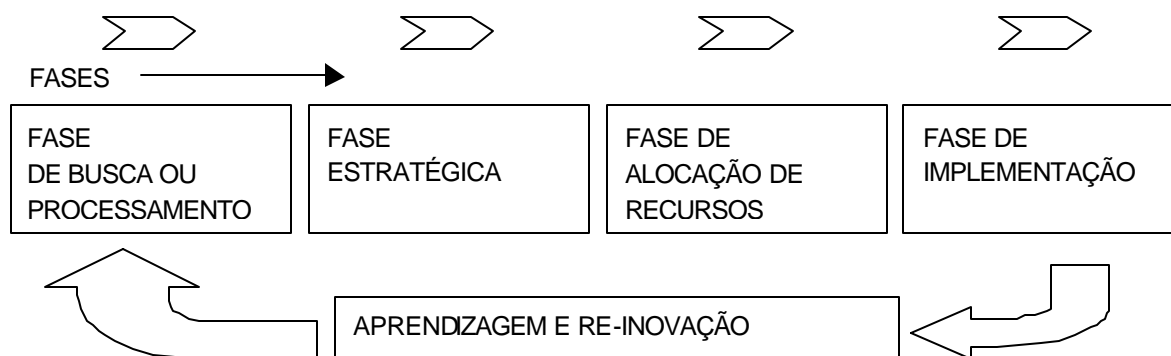 FASES
FASE
DE BUSCA OU
PROCESSAMENTO
FASE
ESTRATÉGICA
FASE DE
ALOCAÇÃO DE
RECURSOS
FASE DE
IMPLEMENTAÇÃO
APRENDIZAGEM E RE-INOVAÇÃO